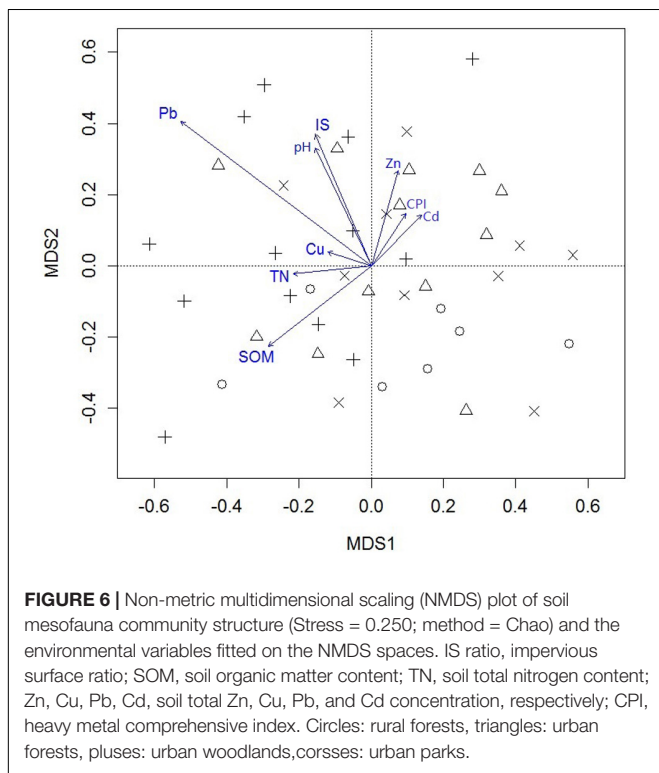 0.6
0.4
0.2
0.0
-0.2
-0.4
MDS2
Pb
IS
pH
Zn
CPI
Cd
Cu
TN
SOM
-0.6 -0.4 -0.2 0.0 0.2 0.4 0.6
MDS1
FIGURE 6 | Non-metric multidimensional scaling (NMDS) plot of soil
mesofauna community structure (Stress = 0.250; method = Chao) and the
environmental variables fitted on the NMDS spaces. IS ratio, impervious
surface ratio; SOM, soil organic matter content; TN, soil total nitrogen content;
Zn, Cu, Pb, Cd, soil total Zn, Cu, Pb, and Cd concentration, respectively; CPI,
heavy metal comprehensive index. Circles: rural forests, triangles: urban
forests, pluses: urban woodlands,corsses: urban parks.